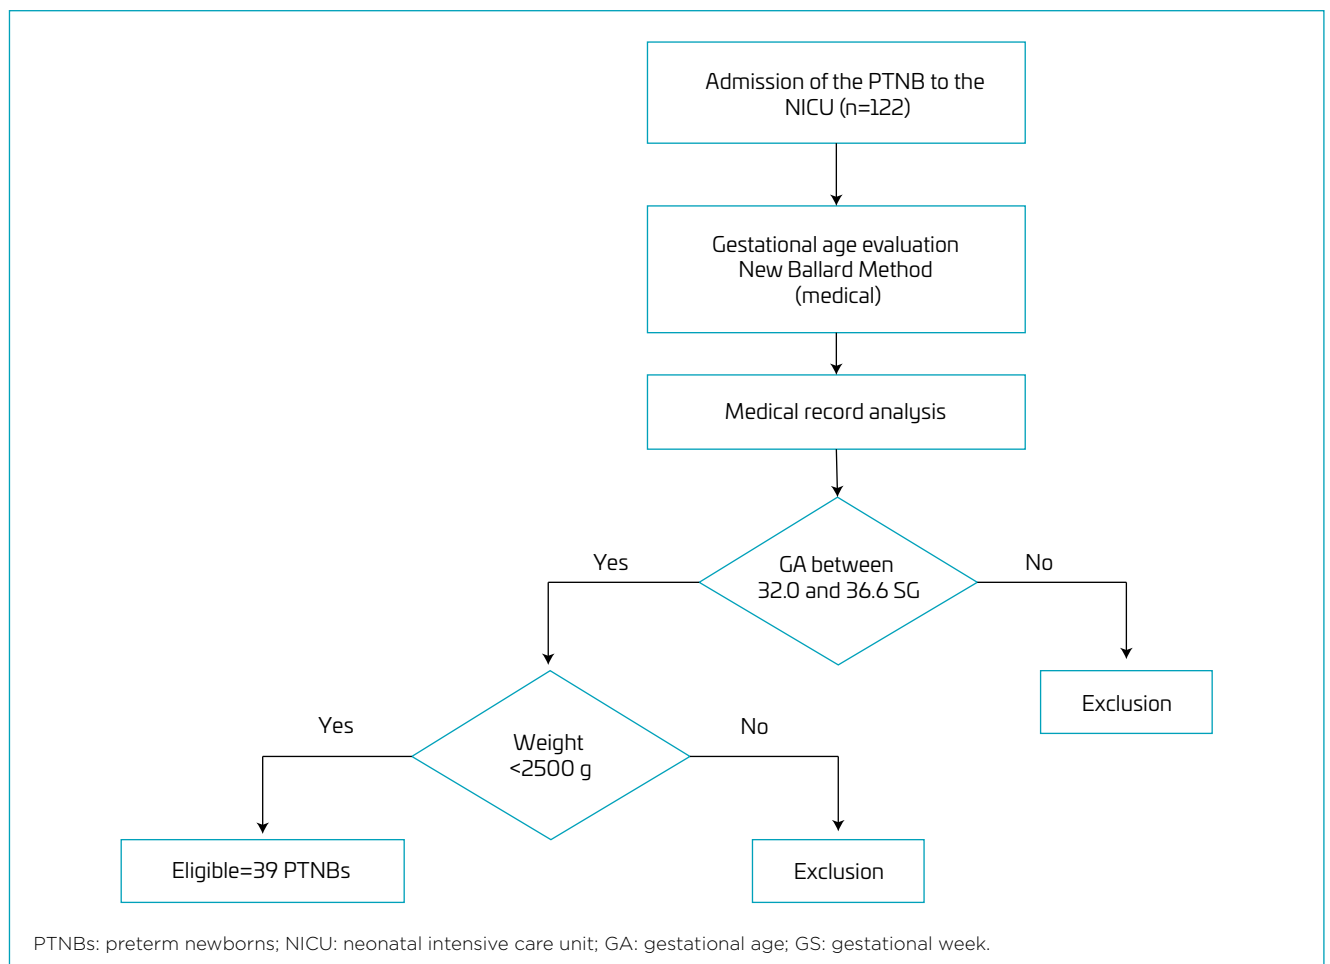 Admission of the PTNB to the
NICU (n=122)
Gestational age evaluation
New Ballard Method
(medical)
Medical record analysis
GA between
32.0 and 36.6 SG
Yes
No
Exclusion
Weight
<2500 g
Yes
No
Eligible=39 PTNBs
Exclusion
PTNBs: preterm newborns; NICU: neonatal intensive care unit; GA: gestational age; GS: gestational week.